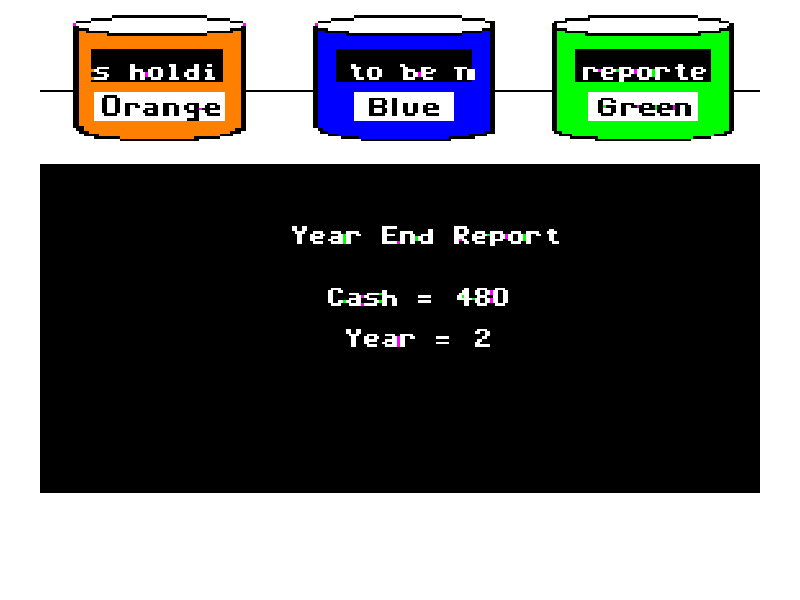 s holdi to be m reporte
Orange Blue Green
Year End Report
Cash = 480
Year = 2